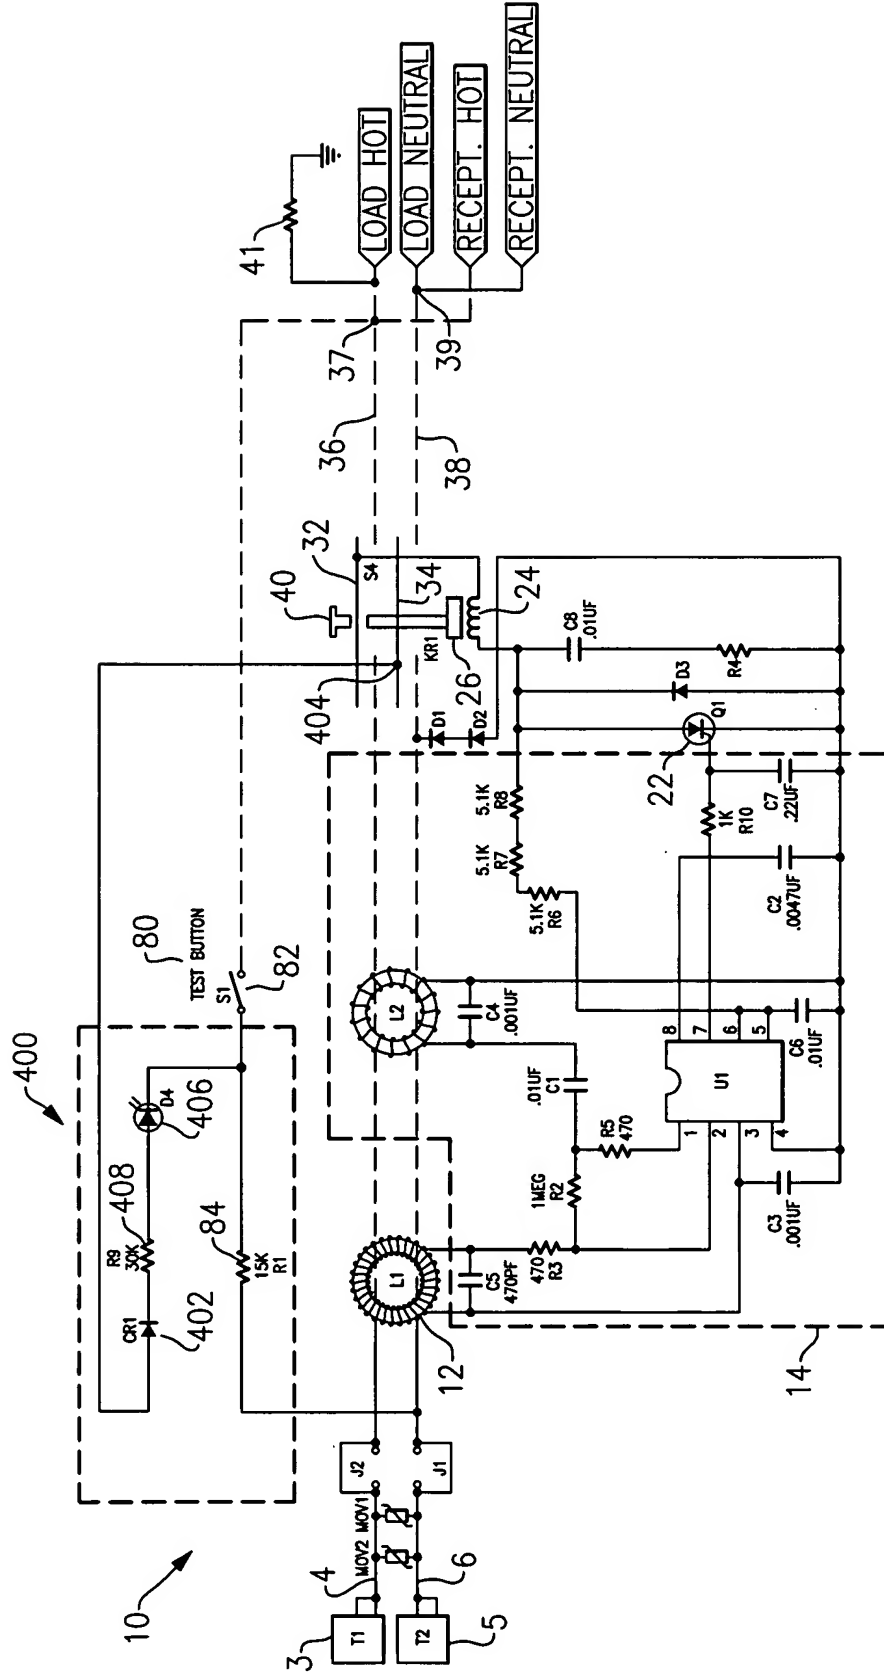 10
400
402
CR1
408
R9
30K
406
D4
84
15K
R1
80
TEST BUTTON
S1
82
404
40
32
S4
34
KR1
26
24
36
37
38
39
41
LOAD HOT
LOAD NEUTRAL
RECEPT. HOT
RECEPT. NEUTRAL
3
T1
4
T2
5
6
MOV2
MOV1
J2
J1
L1
12
L2
D1
D2
C5
470PF
470
R3
1MEG
R2
C4
.001UF
.01UF
C1
R5
470
5.1K
R6
5.1K
R7
5.1K
R8
C8
.01UF
D3
R4
Q1
22
1K
R10
C7
.22UF
C2
.0047UF
C6
.01UF
C3
.001UF
U1
1
2
3
4
8
7
6
5
14